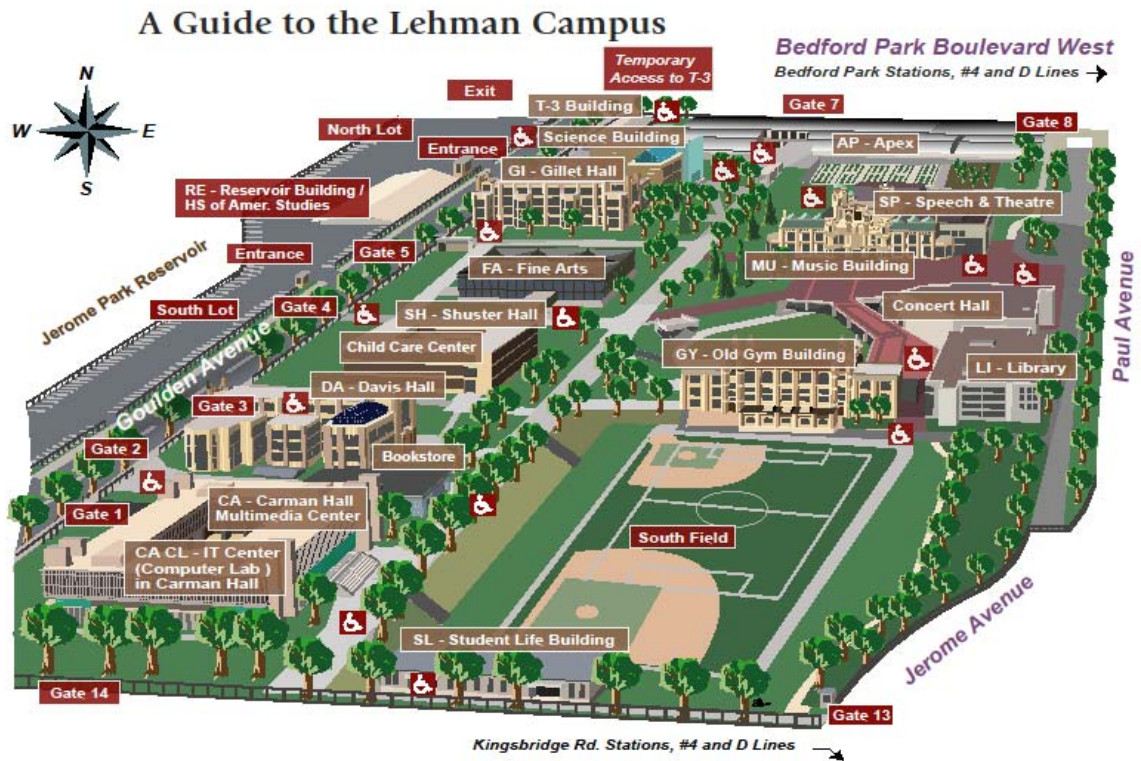 A Guide to the Lehman Campus
Bedford Park Boulevard West
Bedford Park Stations, #4 and D Lines
N
W
E
S
Temporary
Access to T-3
Exit
T-3 Building
Gate 7
Gate 8
North Lot
Science Building
Entrance
AP - Apex
GI - Gillet Hall
RE - Reservoir Building /
HS of Amer. Studies
SP - Speech & Theatre
Entrance
Gate 5
FA - Fine Arts
MU - Music Building
Jerome Park Reservoir
South Lot
Gate 4
SH - Shuster Hall
Concert Hall
Paul Avenue
Child Care Center
GY - Old Gym Building
LI - Library
Goulden Avenue
DA - Davis Hall
Gate 3
Gate 2
Bookstore
CA - Carman Hall
Multimedia Center
Gate 1
South Field
CA CL - IT Center
(Computer Lab )
in Carman Hall
Jerome Avenue
SL - Student Life Building
Gate 14
Gate 13
Kingsbridge Rd. Stations, #4 and D Lines